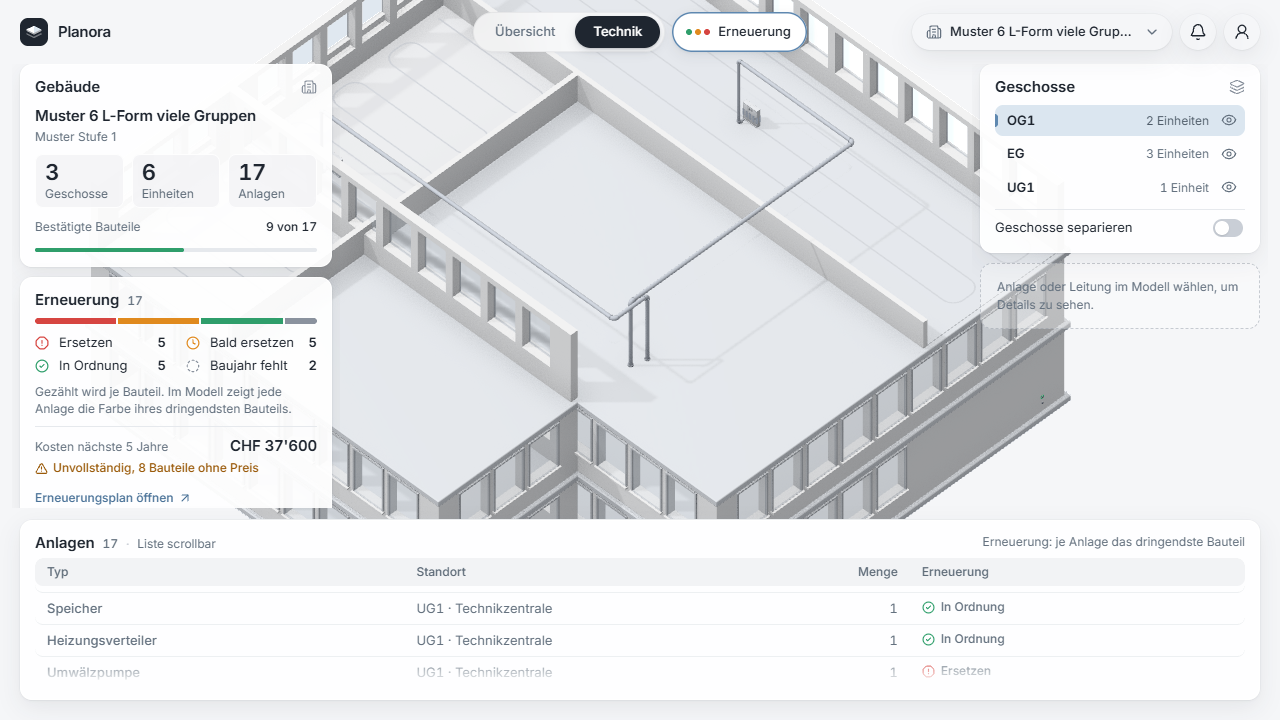 Planora
Übersicht
Technik
Erneuerung
Muster 6 L-Form viele Grup...
Gebäude
Muster 6 L-Form viele Gruppen
Muster Stufe 1
3
Geschosse
6
Einheiten
17
Anlagen
Bestätigte Bauteile
9 von 17
Erneuerung 17
Ersetzen 5
Bald ersetzen 5
In Ordnung 5
Baujahr fehlt 2
Gezählt wird je Bauteil. Im Modell zeigt jede
Anlage die Farbe ihres dringendsten Bauteils.
Kosten nächste 5 Jahre CHF 37'600
Unvollständig, 8 Bauteile ohne Preis
Erneuerungsplan öffnen
Geschosse
OG1 2 Einheiten
EG 3 Einheiten
UG1 1 Einheit
Geschosse separieren
Anlage oder Leitung im Modell wählen, um
Details zu sehen.
Anlagen 17 · Liste scrollbar
Erneuerung: je Anlage das dringendste Bauteil
Typ Standort Menge Erneuerung
Speicher UG1 · Technikzentrale 1 In Ordnung
Heizungsverteiler UG1 · Technikzentrale 1 In Ordnung
Umwälzpumpe UG1 · Technikzentrale 1 Ersetzen